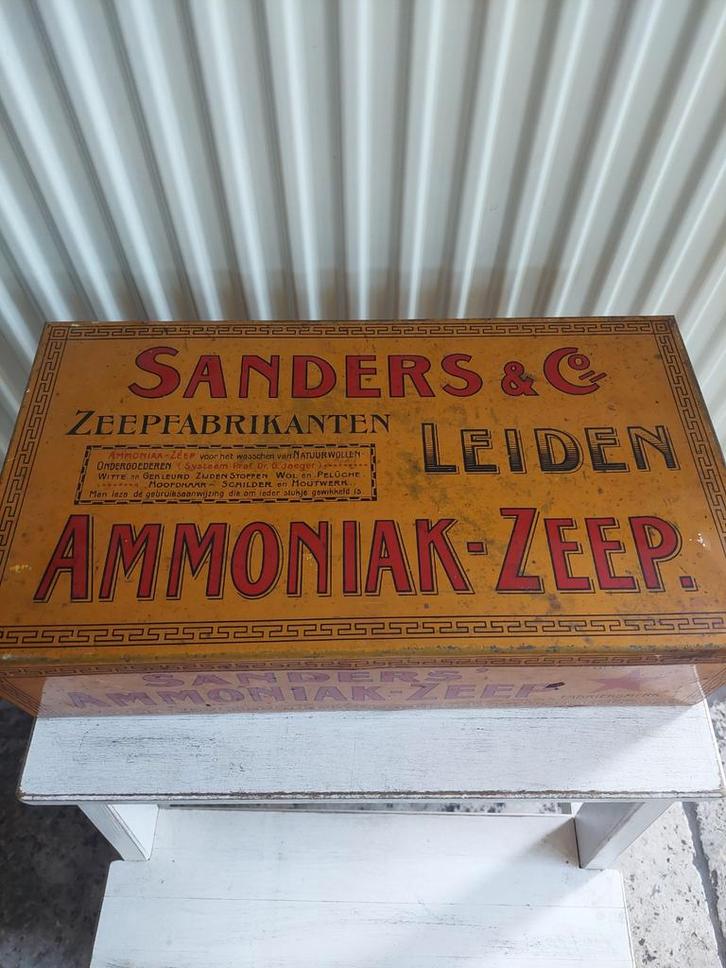 SANDERS & Co
ZEEPFABRIKANTEN
LEIDEN
AMMONIAK-ZEEP voor het wasschen van NATUURWOLLEN-
ONDERGOEDEREN (Systeem Prof. Dr. G. Jaeger)
WITTE en GEKLEURD ZIJDEN STOFFEN WOL en PELUCHE.
HOOFDHAAR - SCHILDER en HOUTWERK.
Men leze de gebruiksaanwijzing die om ieder stukje gewikkeld is
AMMONIAK-ZEEP.
SANDERS'
AMMONIAK-ZEEP